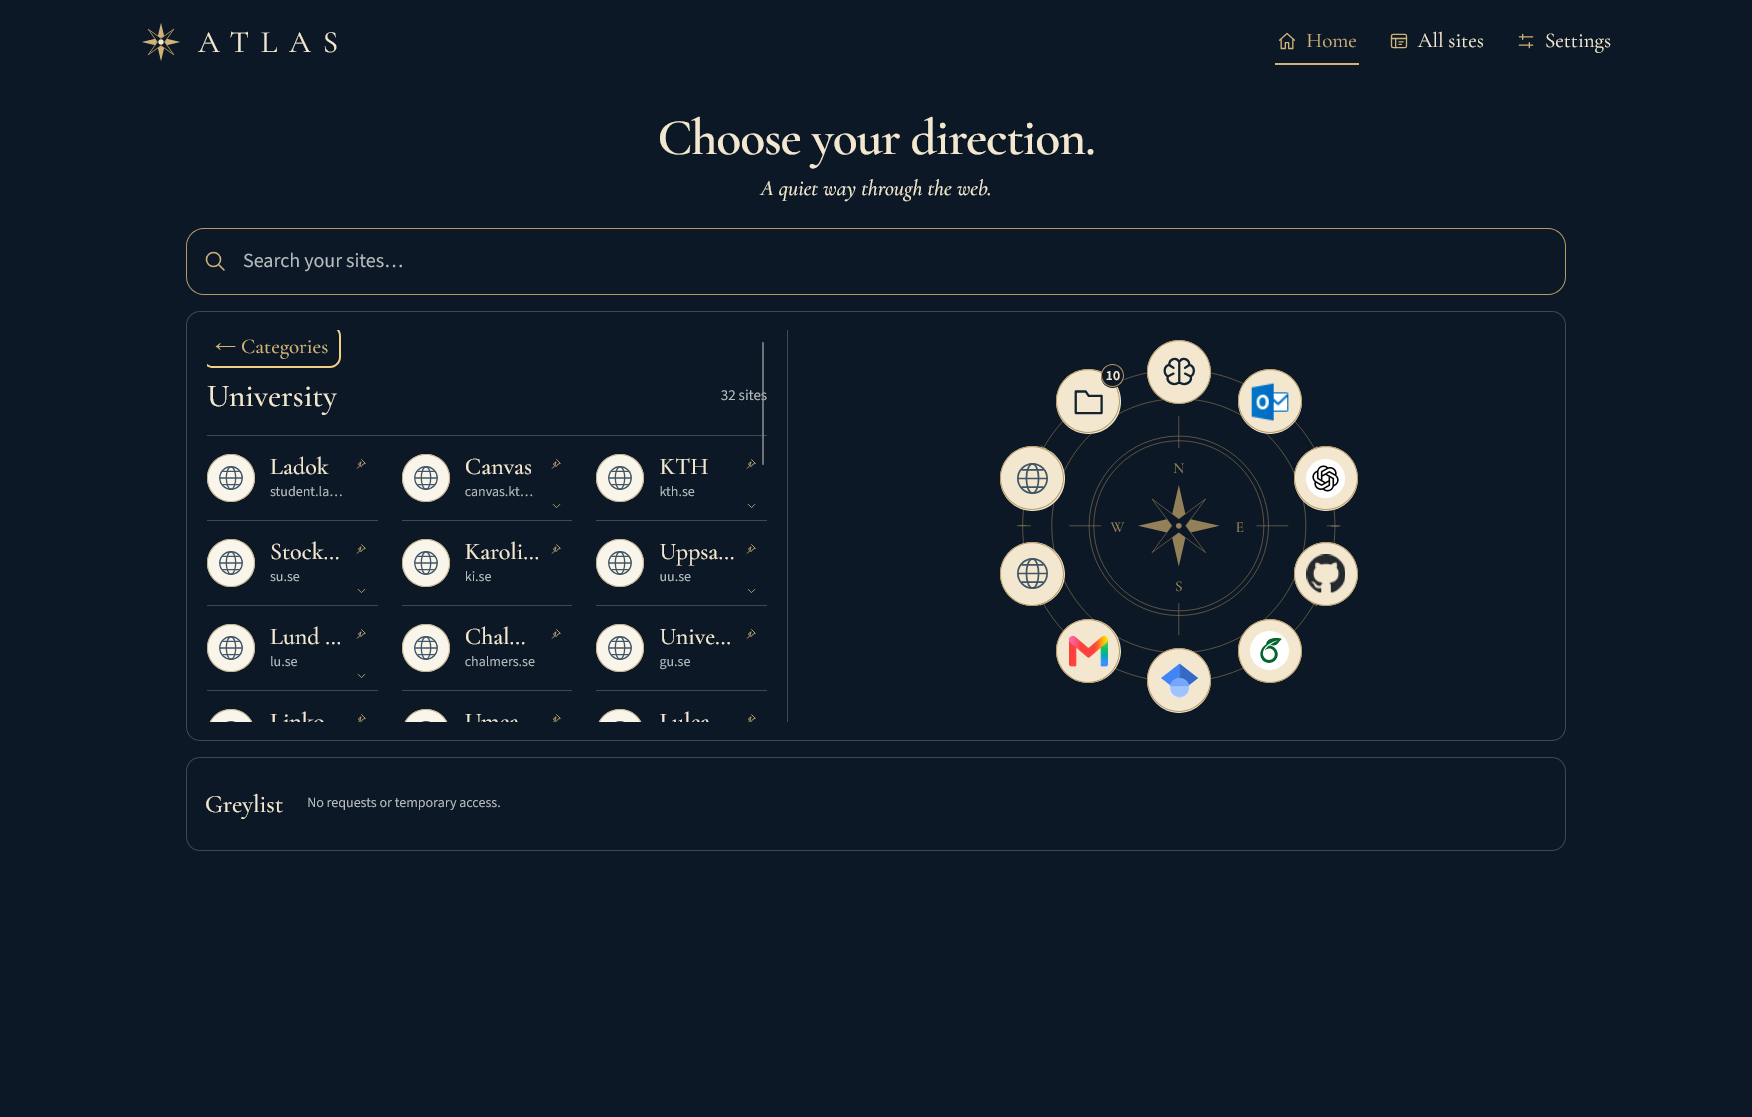 ATLAS
Home
All sites
Settings
Choose your direction.
A quiet way through the web.
Search your sites…
← Categories
University
32 sites
Ladok
student.la…
Canvas
canvas.kt…
KTH
kth.se
Stock…
su.se
Karoli…
ki.se
Uppsa…
uu.se
Lund …
lu.se
Chal…
chalmers.se
Unive…
gu.se
10
N
W
E
S
Greylist
No requests or temporary access.